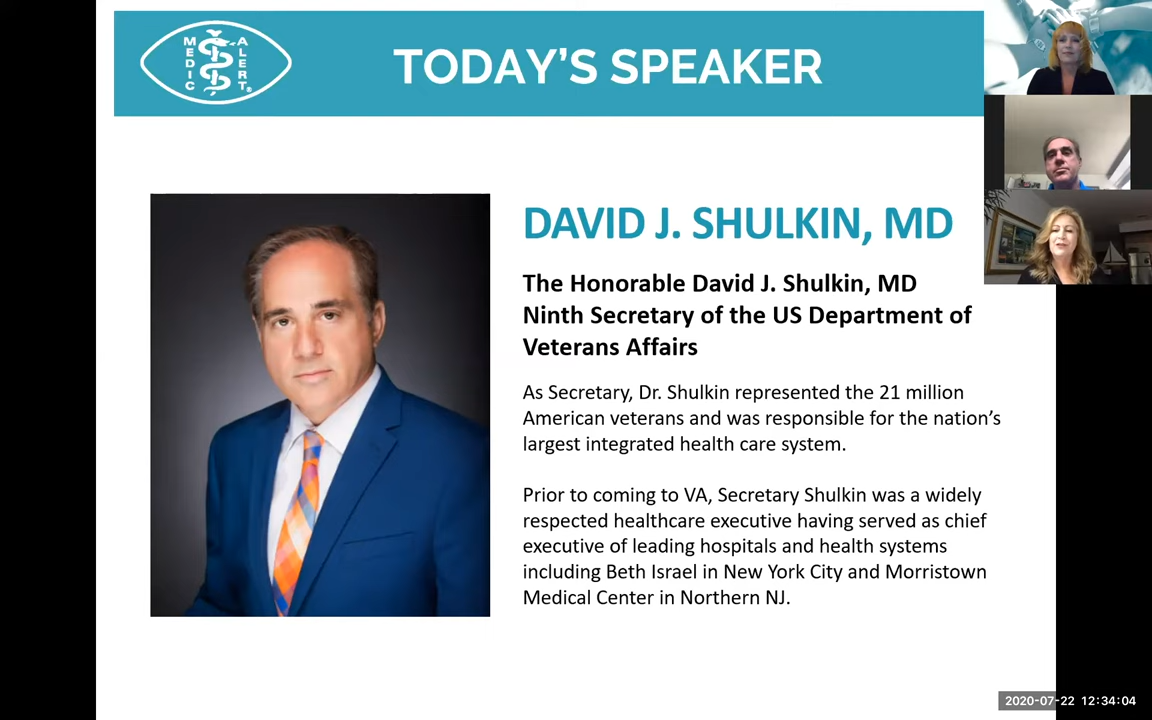 MEDIC ALERT®
TODAY'S SPEAKER
DAVID J. SHULKIN, MD
The Honorable David J. Shulkin, MD
Ninth Secretary of the US Department of
Veterans Affairs
As Secretary, Dr. Shulkin represented the 21 million
American veterans and was responsible for the nation's
largest integrated health care system.
Prior to coming to VA, Secretary Shulkin was a widely
respected healthcare executive having served as chief
executive of leading hospitals and health systems
including Beth Israel in New York City and Morristown
Medical Center in Northern NJ.
2020-07-22 12:34:04